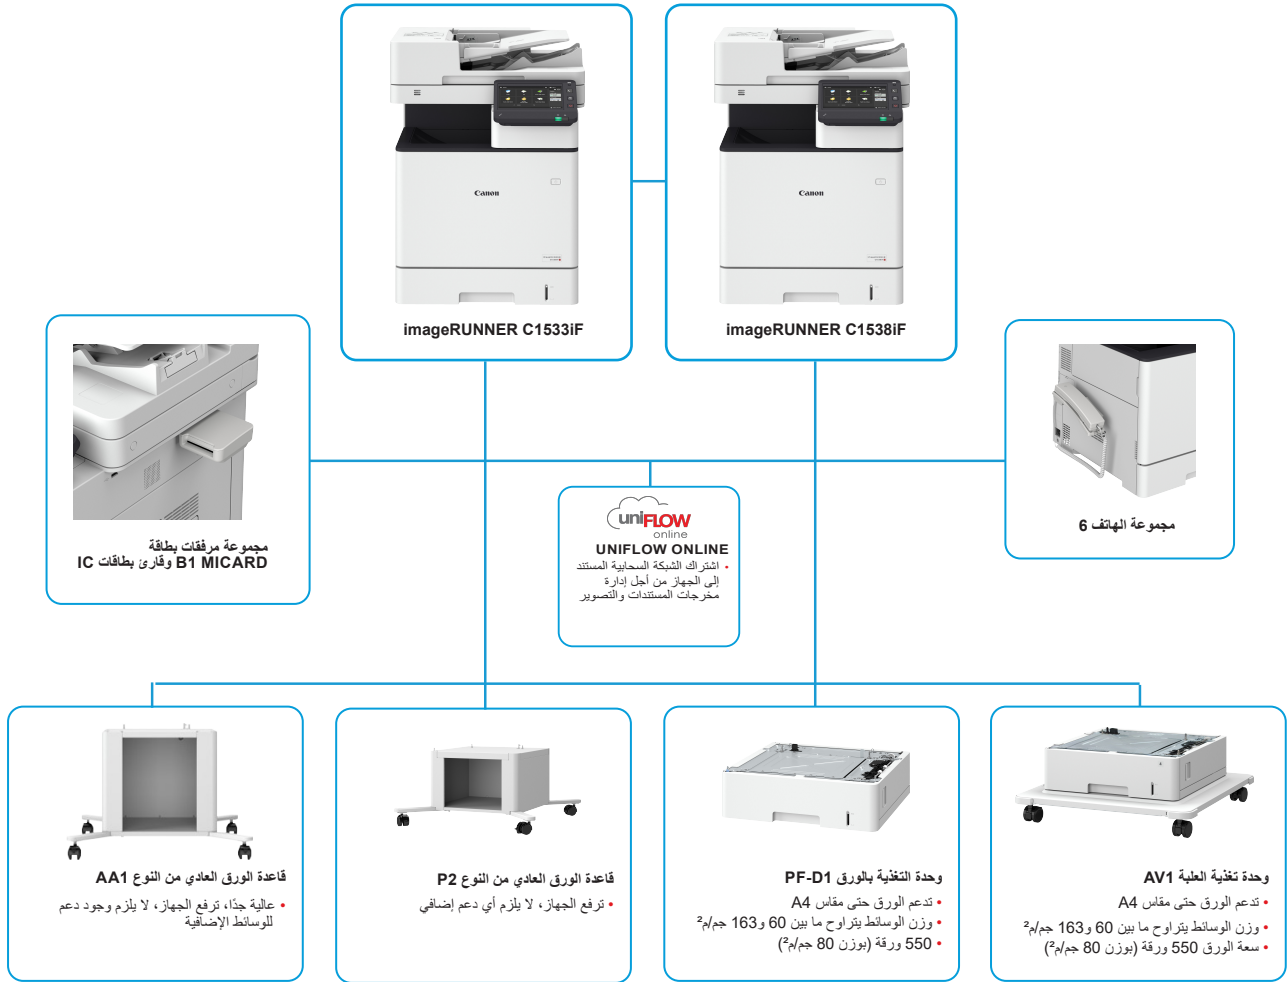 Canon
Canon
imageRUNNER C1533iF
imageRUNNER C1538iF
مجموعة مرفقات بطاقة
B1 MICARD وقارئ بطاقات IC
uniFLOW
online
UNIFLOW ONLINE
• اشتراك الشبكة السحابية المستند
إلى الجهاز من أجل إدارة
مخرجات المستندات والتصوير
مجموعة الهاتف 6
وحدة تغذية العلبة AV1
• تدعم الورق حتى مقاس A4
• وزن الوسائط يتراوح ما بين 60 و163 جم/م²
• سعة الورق 550 ورقة (بوزن 80 جم/م²)
وحدة التغذية بالورق PF-D1
• تدعم الورق حتى مقاس A4
• وزن الوسائط يتراوح ما بين 60 و163 جم/م²
• 550 ورقة (بوزن 80 جم/م²)
قاعدة الورق العادي من النوع P2
• ترفع الجهاز، لا يلزم أي دعم إضافي
قاعدة الورق العادي من النوع AA1
• عالية جدًا، ترفع الجهاز، لا يلزم وجود دعم
للوسائط الإضافية